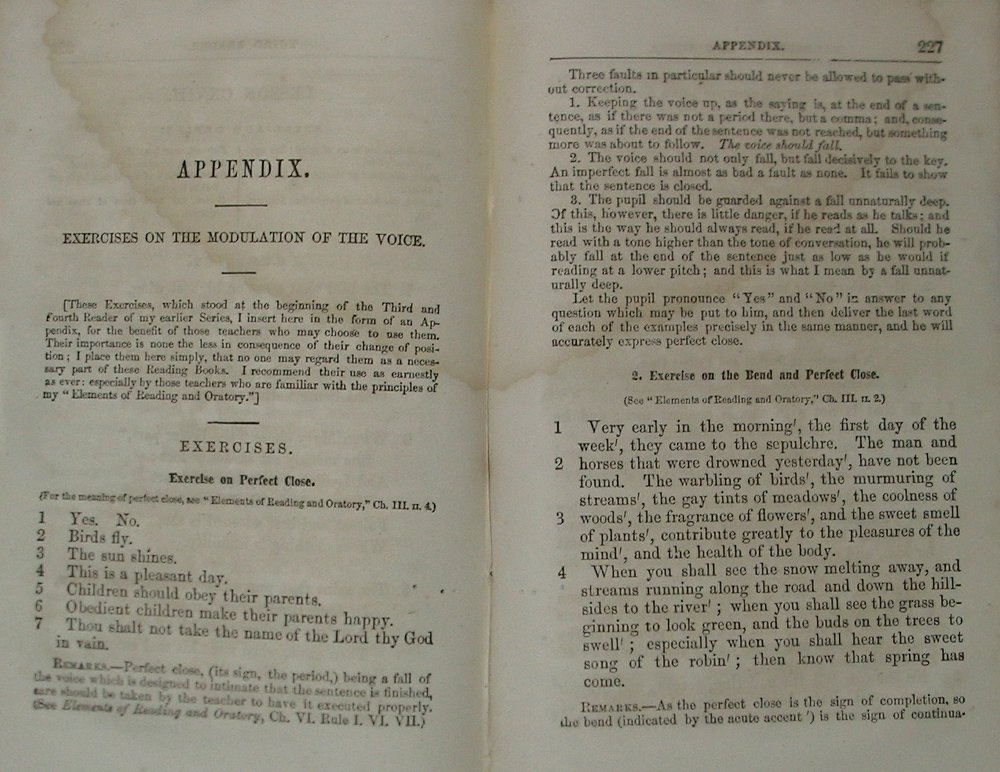 APPENDIX.
EXERCISES ON THE MODULATION OF THE VOICE.
[These Exercises, which stood at the beginning of the Third and
Fourth Reader of my earlier Series, I insert here in the form of an Ap-
pendix, for the benefit of those teachers who may choose to use them.
Their importance is none the less in consequence of their change of posi-
tion; I place them here simply, that no one may regard them as a neces-
sary part of these Reading Books. I recommend their use as earnestly
as ever: especially by those teachers who are familiar with the principles of
my "Elements of Reading and Oratory."]
EXERCISES.
Exercise on Perfect Close.
(For the meaning of perfect close, see "Elements of Reading and Oratory," Ch. III. n. 4.)
1 Yes. No.
2 Birds fly.
3 The sun shines.
4 This is a pleasant day.
5 Children should obey their parents.
6 Obedient children make their parents happy.
7 Thou shalt not take the name of the Lord thy God
in vain.
REMARKS.—Perfect close, (its sign, the period,) being a fall of
the voice which is designed to intimate that the sentence is finished,
care should be taken by the teacher to have it executed properly.
(See Elements of Reading and Oratory, Ch. VI. Rule I. VI. VII.)
APPENDIX. 227
Three faults in particular should never be allowed to pass with-
out correction.
1. Keeping the voice up, as the saying is, at the end of a sen-
tence, as if there was not a period there, but a comma; and, conse-
quently, as if the end of the sentence was not reached, but something
more was about to follow. The voice should fall.
2. The voice should not only fall, but fall decisively to the key.
An imperfect fall is almost as bad a fault as none. It fails to show
that the sentence is closed.
3. The pupil should be guarded against a fall unnaturally deep.
Of this, however, there is little danger, if he reads as he talks; and
this is the way he should always read, if he read at all. Should he
read with a tone higher than the tone of conversation, he will prob-
ably fall at the end of the sentence just as low as he would if
reading at a lower pitch; and this is what I mean by a fall unnat-
urally deep.
Let the pupil pronounce "Yes" and "No" in answer to any
question which may be put to him, and then deliver the last word
of each of the examples precisely in the same manner, and he will
accurately express perfect close.
2. Exercise on the Bend and Perfect Close.
(See "Elements of Reading and Oratory," Ch. III. n. 2.)
1 Very early in the morning′, the first day of the
week′, they came to the sepulchre. The man and
2 horses that were drowned yesterday′, have not been
found. The warbling of birds′, the murmuring of
streams′, the gay tints of meadows′, the coolness of
3 woods′, the fragrance of flowers′, and the sweet smell
of plants′, contribute greatly to the pleasures of the
mind′, and the health of the body.
4 When you shall see the snow melting away, and
streams running along the road and down the hill-
sides to the river′; when you shall see the grass be-
ginning to look green, and the buds on the trees to
swell′; especially when you shall hear the sweet
song of the robin′; then know that spring has
come.
REMARKS.—As the perfect close is the sign of completion, so
the bend (indicated by the acute accent ′) is the sign of continua-